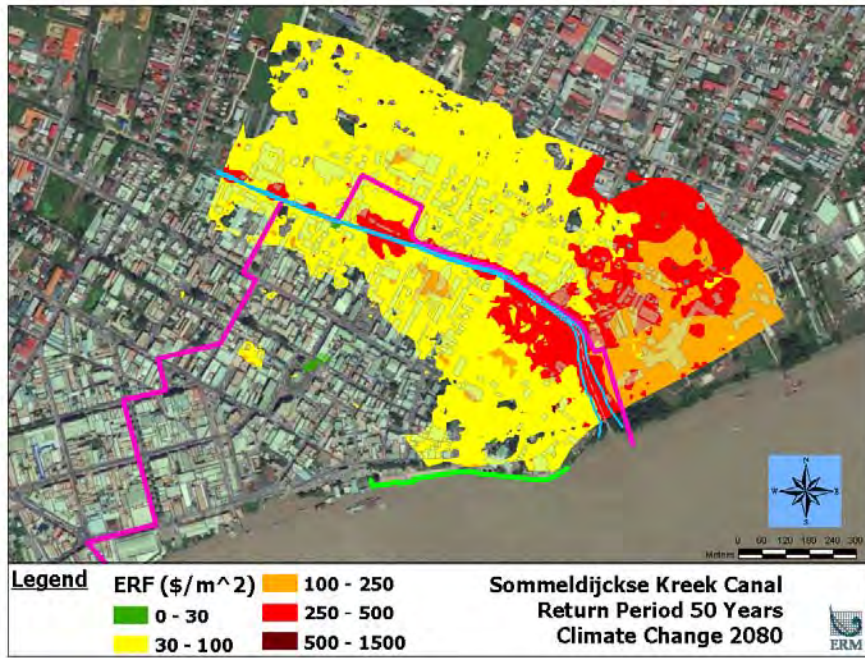 N
W
E
S
0 60 120 180 240 300
Meters
Legend
ERF ($/m^2)
0 - 30
30 - 100
100 - 250
250 - 500
500 - 1500
Sommeldijckse Kreek Canal
Return Period 50 Years
Climate Change 2080
ERM